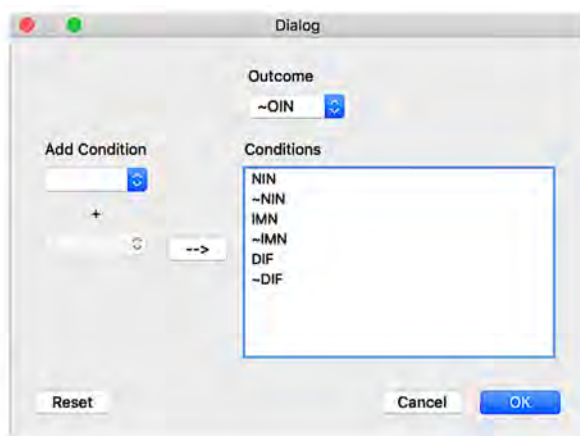 Dialog
Outcome
~OIN
Add Condition
Conditions
+
-->
NIN
~NIN
IMN
~IMN
DIF
~DIF
Reset
Cancel
OK